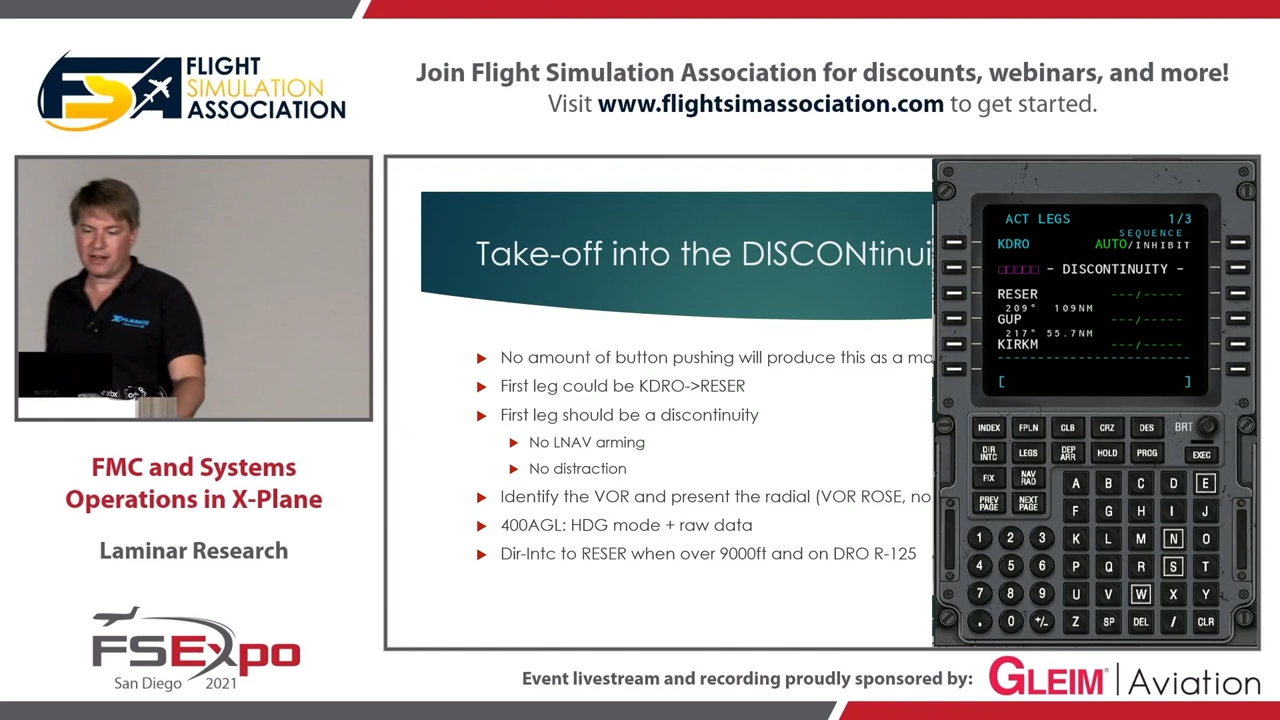 FLIGHT
SIMULATION
ASSOCIATION
Join Flight Simulation Association for discounts, webinars, and more!
Visit www.flightsimassociation.com to get started.
X-PLANE
FMC and Systems
Operations in X-Plane
Laminar Research
FSExpo
San Diego 2021
Take-off into the DISCONtinui
No amount of button pushing will produce this as a ma
First leg could be KDRO->RESER
First leg should be a discontinuity
No LNAV arming
No distraction
Identify the VOR and present the radial (VOR ROSE, no
400AGL: HDG mode + raw data
Dir-Intc to RESER when over 9000ft and on DRO R-125
ACT LEGS 1/3
SEQUENCE
KDRO AUTO/INHIBIT
□□□□□ - DISCONTINUITY -
RESER ---/-----
209° 109NM
GUP ---/-----
217° 55.7NM
KIRKM ---/-----
[ ]
INDEX FPLN CLB CRZ DES BRT
DIR INTC LEGS DEP ARR HOLD PROG EXEC
FIX NAV RAD A B C D E
PREV PAGE NEXT PAGE F G H I J
1 2 3 K L M N O
4 5 6 P Q R S T
7 8 9 U V W X Y
. 0 +/- Z SP DEL / CLR
Event livestream and recording proudly sponsored by:
GLEIM® | Aviation